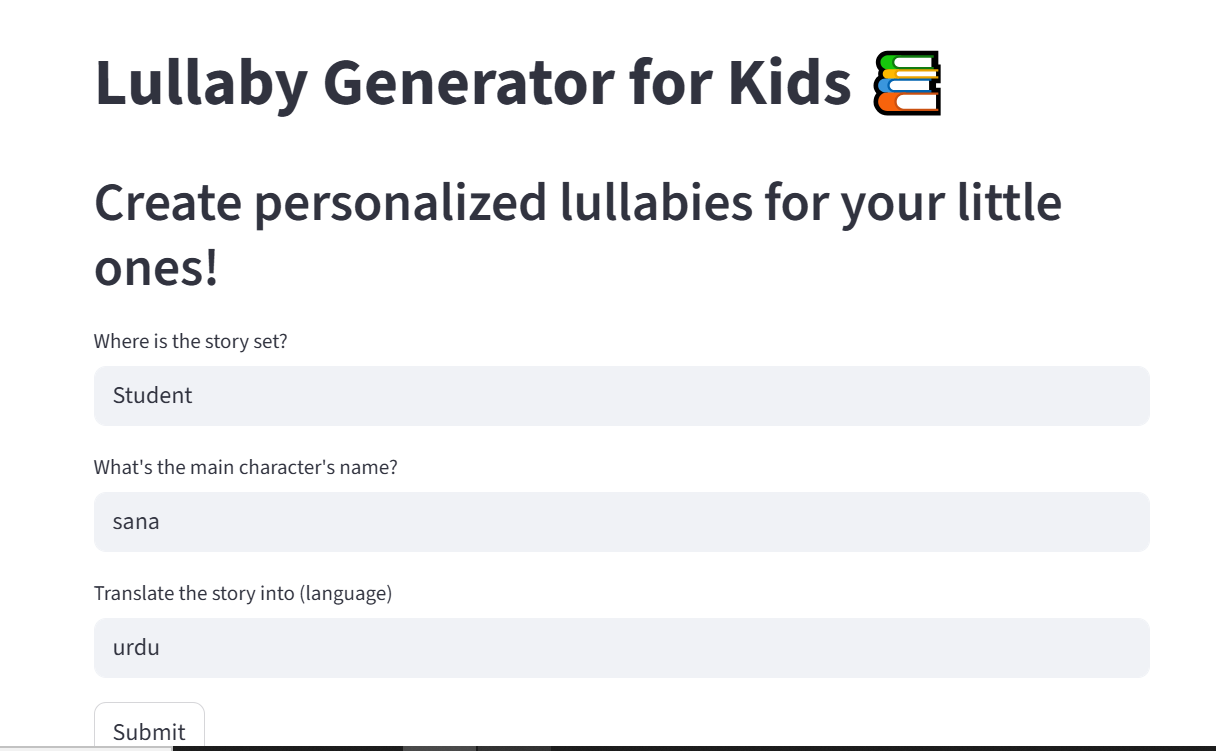 Lullaby Generator for Kids
Create personalized lullabies for your little
ones!
Where is the story set?
Student
What's the main character's name?
sana
Translate the story into (language)
urdu
Submit